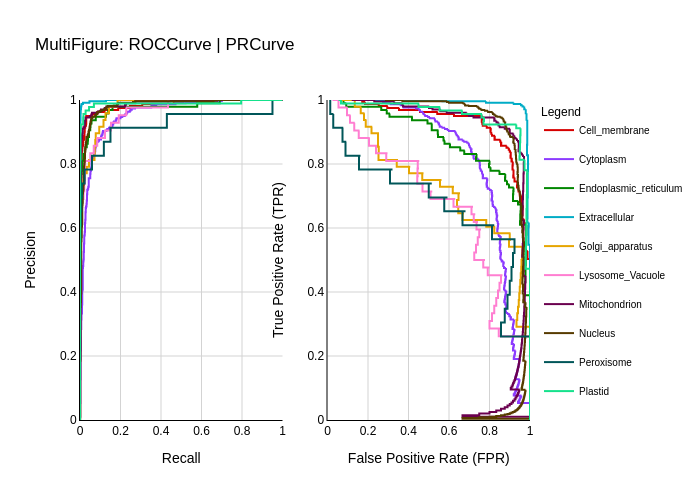 MultiFigure: ROCCurve | PRCurve
Precision
1
0.8
0.6
0.4
0.2
0
0
0.2
0.4
0.6
0.8
1
Recall
True Positive Rate (TPR)
1
0.8
0.6
0.4
0.2
0
0
0.2
0.4
0.6
0.8
1
False Positive Rate (FPR)
Legend
Cell_membrane
Cytoplasm
Endoplasmic_reticulum
Extracellular
Golgi_apparatus
Lysosome_Vacuole
Mitochondrion
Nucleus
Peroxisome
Plastid